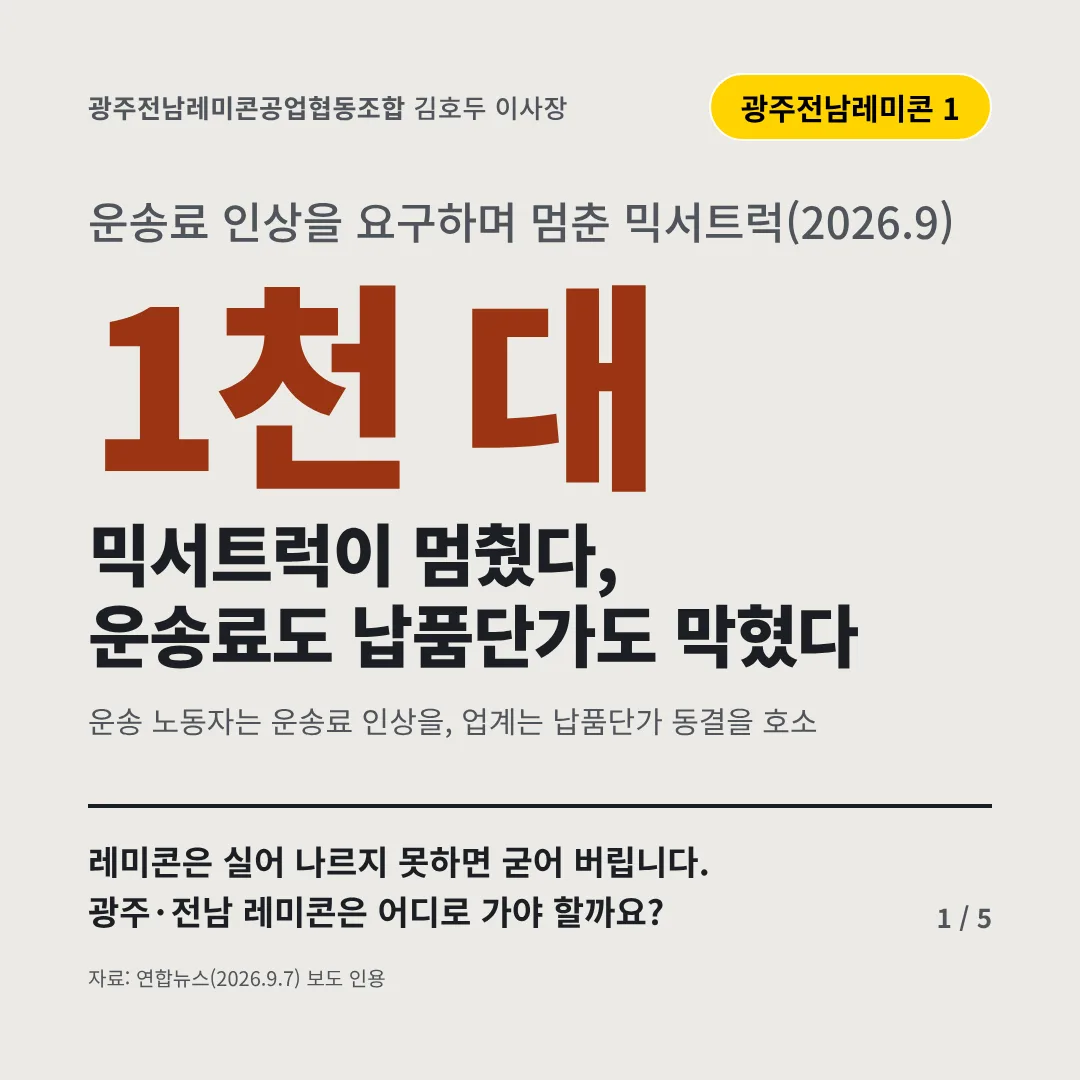 광주전남레미콘공업협동조합 김호두 이사장
광주전남레미콘 1
운송료 인상을 요구하며 멈춘 믹서트럭(2026.9)
1천 대
믹서트럭이 멈췄다,
운송료도 납품단가도 막혔다
운송 노동자는 운송료 인상을, 업계는 납품단가 동결을 호소
레미콘은 실어 나르지 못하면 굳어 버립니다.
광주·전남 레미콘은 어디로 가야 할까요?
1 / 5
자료: 연합뉴스(2026.9.7) 보도 인용